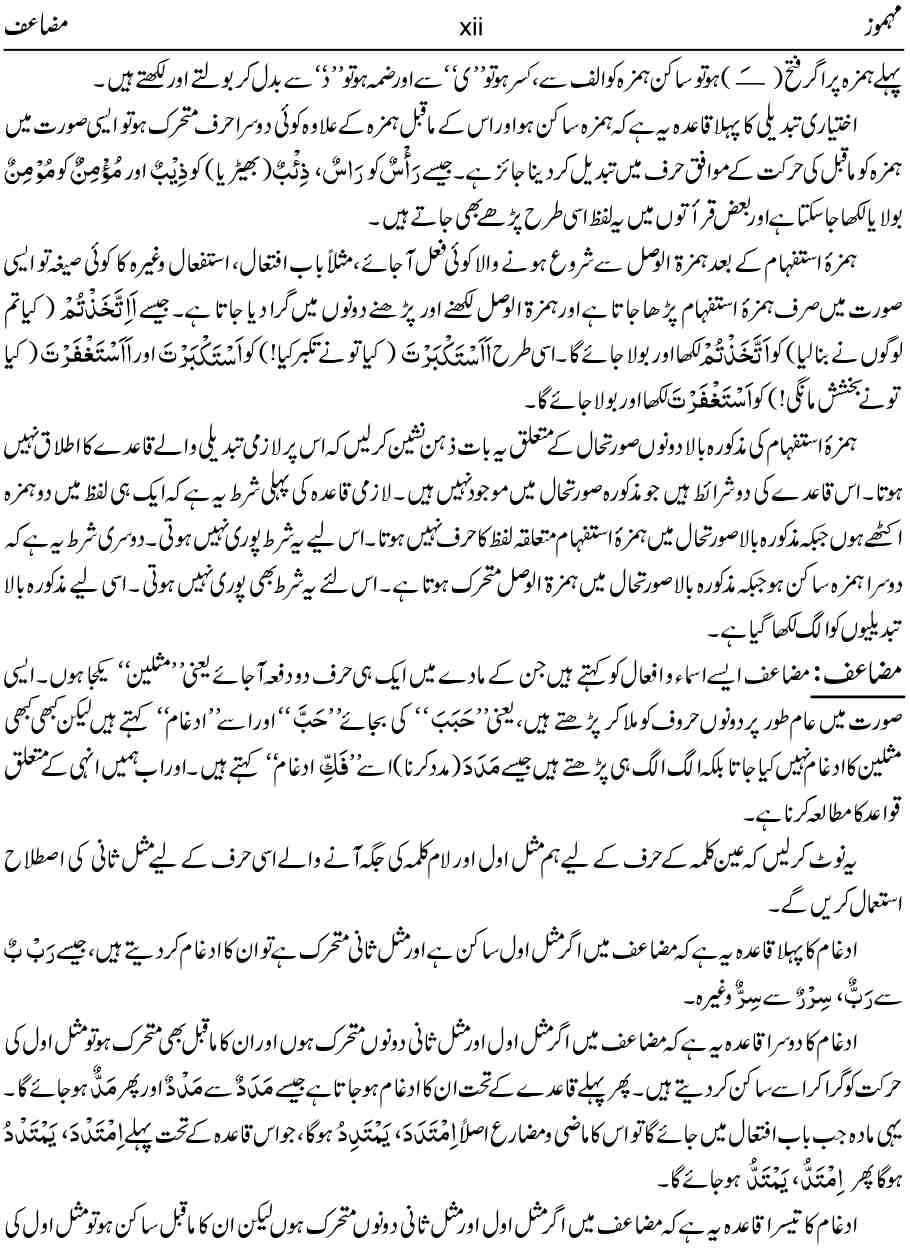 مہموز xii مضاعف
پہلے ہمزہ پر اگر فتح ( ـَـ ) ہو تو ساکن ہمزہ کو الف سے، کسر ہو تو ’’ی‘‘ سے اور ضمہ ہو تو ’’و‘‘ سے بدل کر بولتے اور لکھتے ہیں ۔
اختیاری تبدیلی کا پہلا قاعدہ یہ ہے کہ ہمزہ ساکن ہو اور اس کے ماقبل ہمزہ کے علاوہ کوئی دوسرا حرف متحرک ہو تو ایسی صورت میں
ہمزہ کو ماقبل کی حرکت کے موافق حرف میں تبدیل کر دینا جائز ہے۔ جیسے رَأْسٌ کو رَاسٌ، ذِئْبٌ (بھیڑیا) کو ذِیْبٌ اور مُؤْمِنٌ کو مُوْمِنٌ
بولا یا لکھا جا سکتا ہے اور بعض قرأتوں میں یہ لفظ اسی طرح پڑھے بھی جاتے ہیں ۔
ہمزۂ استفہام کے بعد ہمزۃ الوصل سے شروع ہونے والا کوئی فعل آ جائے، مثلاً باب افتعال، استفعال وغیرہ کا کوئی صیغہ تو ایسی
صورت میں صرف ہمزۂ استفہام پڑھا جاتا ہے اور ہمزۃ الوصل لکھنے اور پڑھنے دونوں میں گرا دیا جاتا ہے۔ جیسے اَاِتَّخَذْتُمْ ( کیا تم
لوگوں نے بنا لیا) کو اَتَّخَذْتُمْ لکھا اور بولا جائے گا۔ اسی طرح اَاَسْتَکْبَرْتَ ( کیا تو نے تکبر کیا!) کو اَسْتَکْبَرْتَ اور اَاَسْتَغْفَرْتَ ( کیا
تو نے بخشش مانگی!) کو اَسْتَغْفَرْتَ لکھا اور بولا جائے گا۔
ہمزۂ استفہام کی مذکورہ بالا دونوں صورتحال کے متعلق یہ بات ذہن نشین کر لیں کہ اس پر لازمی تبدیلی والے قاعدے کا اطلاق نہیں
ہوتا۔ اس قاعدے کی دو شرائط ہیں جو مذکورہ صورتحال میں موجود نہیں ہیں ۔ لازمی قاعدہ کی پہلی شرط یہ ہے کہ ایک ہی لفظ میں دو ہمزہ
اکٹھے ہوں جبکہ مذکورہ بالا صورتحال میں ہمزۂ استفہام متعلقہ لفظ کا حرف نہیں ہوتا۔ اس لیے یہ شرط پوری نہیں ہوتی۔ دوسری شرط یہ ہے کہ
دوسرا ہمزہ ساکن ہو جبکہ مذکورہ بالا صورتحال میں ہمزۃ الوصل متحرک ہوتا ہے۔ اس لئے یہ شرط بھی پوری نہیں ہوتی ۔ اسی لیے مذکورہ بالا
تبدیلیوں کو الگ لکھا گیا ہے۔
مضاعف : مضاعف ایسے اسماء و افعال کو کہتے ہیں جن کے مادے میں ایک ہی حرف دو دفعہ آ جائے یعنی ’’مثلین‘‘ یکجا ہوں۔ ایسی
صورت میں عام طور پر دونوں حروف کو ملا کر پڑھتے ہیں، یعنی ’’حَبَبَ ‘‘ کی بجائے ’’حَبَّ ‘‘ اور اسے ’’ادغام‘‘ کہتے ہیں لیکن کبھی کبھی
مثلین کا ادغام نہیں کیا جاتا بلکہ الگ الگ ہی پڑھتے ہیں جیسے مَدَدَ (مدد کرنا) اسے ’’فَکِّ ادغام‘‘ کہتے ہیں ۔ اور اب ہمیں انہی کے متعلق
قواعد کا مطالعہ کرنا ہے۔
یہ نوٹ کر لیں کہ عین کلمہ کے حرف کے لیے ہم مثل اول اور لام کلمہ کی جگہ آنے والے اسی حرف کے لیے مثل ثانی کی اصطلاح
استعمال کریں گے۔
ادغام کا پہلا قاعدہ یہ ہے کہ مضاعف میں اگر مثل اول ساکن ہے اور مثل ثانی متحرک ہے تو ان کا ادغام کر دیتے ہیں، جیسے رَبْ بٌ
سے رَبٌّ، سِرْرٌ سے سِرٌّ وغیرہ۔
ادغام کا دوسرا قاعدہ یہ ہے کہ مضاعف میں اگر مثل اول اور مثل ثانی دونوں متحرک ہوں اور ان کا ماقبل بھی متحرک ہو تو مثل اول کی
حرکت کو گرا کر اسے ساکن کر دیتے ہیں۔ پھر پہلے قاعدے کے تحت ان کا ادغام ہو جاتا ہے جیسے مَدَدٌ سے مَدْدٌ اور پھر مَدٌّ ہو جائے گا۔
یہی مادہ جب باب افتعال میں جائے گا تو اس کا ماضی و مضارع اصلاً اِمْتَدَدَ، یَمْتَدِدُ ہو گا، جو اس قاعدہ کے تحت پہلے اِمْتَدْدَ، یَمْتَدْدُ
ہو گا پھر اِمْتَدُّ، یَمْتَدُّ ہو جائے گا۔
ادغام کا تیسرا قاعدہ یہ ہے کہ مضاعف میں اگر مثل اول اور مثل ثانی دونوں متحرک ہوں لیکن ان کا ماقبل ساکن ہو تو مثل اول کی